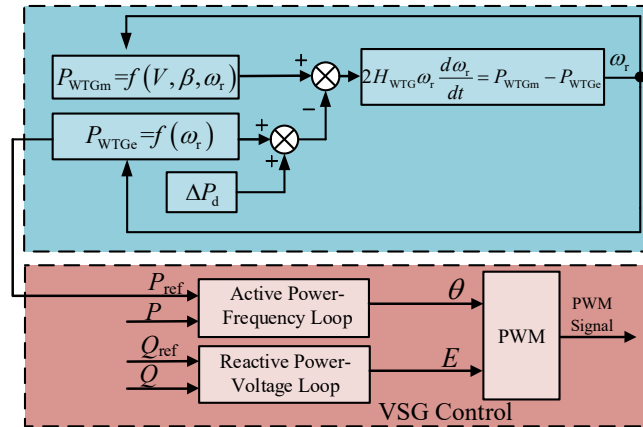 P_WTGm=f(V, β, ω_r)
+
−
2H_WTG ω_r dω_r/dt = P_WTGm − P_WTGe
ω_r
P_WTGe=f(ω_r)
+
+
ΔP_d
P_ref
P
Active Power-
Frequency Loop
θ
Q_ref
Q
Reactive Power-
Voltage Loop
E
PWM
PWM
Signal
VSG Control